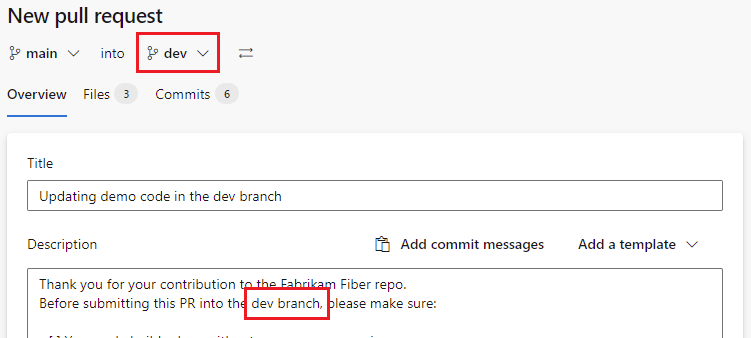 New pull request
main into dev
Overview Files 3 Commits 6
Title
Updating demo code in the dev branch
Description Add commit messages Add a template
Thank you for your contribution to the Fabrikam Fiber repo.
Before submitting this PR into the dev branch, please make sure: